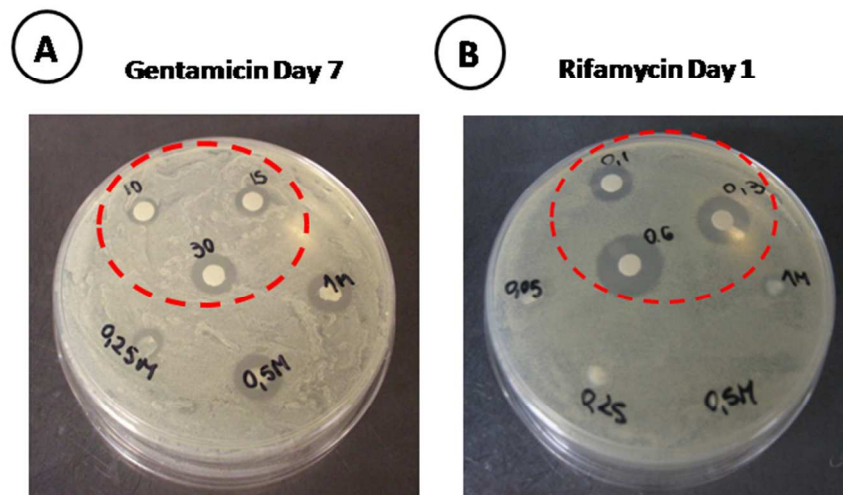 A
Gentamicin Day 7
10
15
30
1M
0,25M
0,5M
B
Rifamycin Day 1
0,1
0,3
0.6
0,05
1M
0,25
0,5M